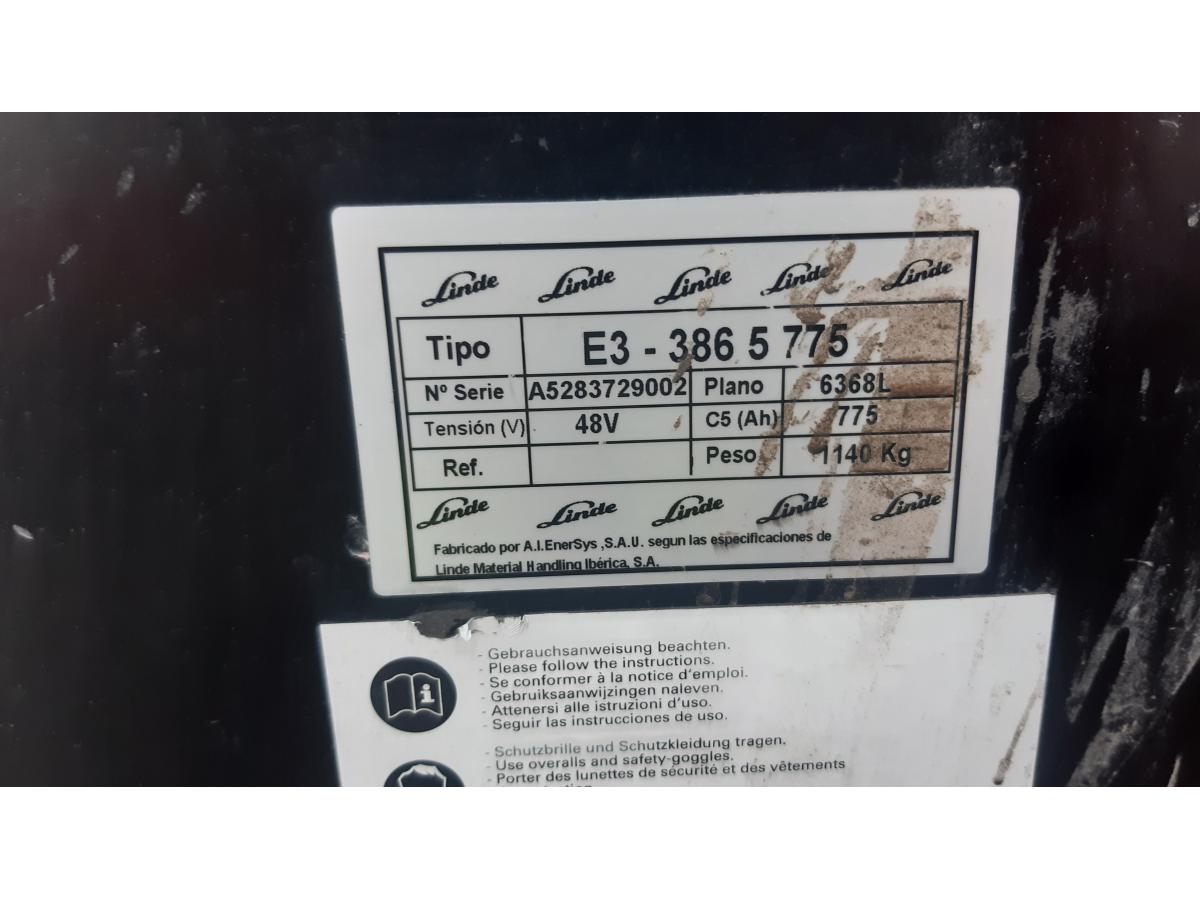 Linde Linde Linde Linde Linde
Tipo E3 - 386 5 775
Nº Serie A5283729002 Plano 6368L
Tensión (V) 48V C5 (Ah) 775
Ref. Peso 1140 Kg
Linde Linde Linde Linde Linde
Fabricado por A.I.EnerSys ,S.A.U. segun las especificaciones de
Linde Material Handling Ibérica, S.A.
- Gebrauchsanweisung beachten.
- Please follow the instructions.
- Se conformer à la notice d'emploi.
- Gebruiksaanwijzingen naleven.
- Attenersi alle istruzioni d'uso.
- Seguir las instrucciones de uso.
- Schutzbrille und Schutzkleidung tragen.
- Use overalls and safety-goggles.
- Porter des lunettes de sécurité et des vêtements